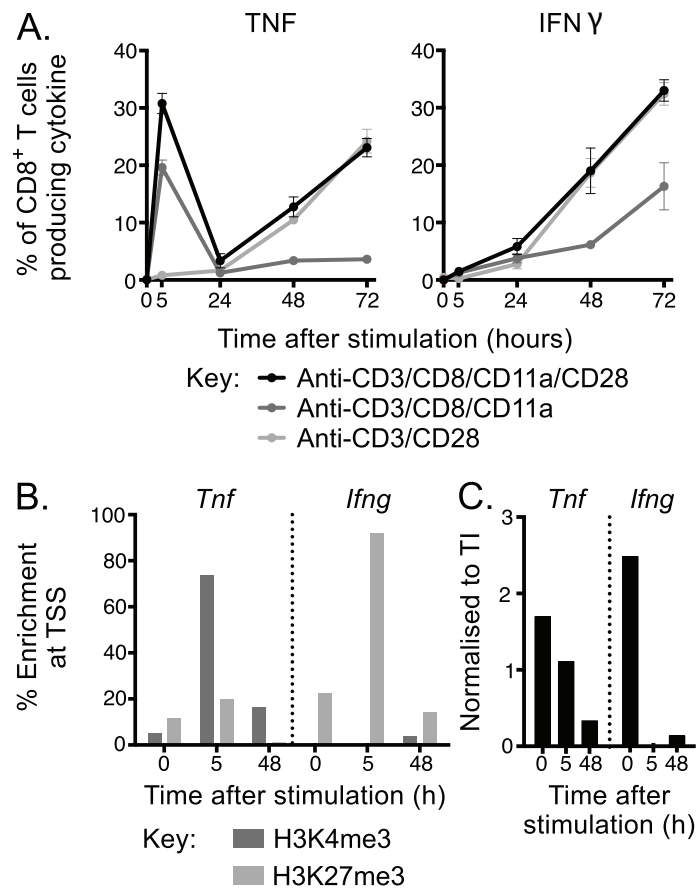 A.
TNF
IFN γ
% of CD8+ T cells
producing cytokine
40
30
20
10
0
0 5 24 48 72
40
30
20
10
0
0 5 24 48 72
Time after stimulation (hours)
Key:
Anti-CD3/CD8/CD11a/CD28
Anti-CD3/CD8/CD11a
Anti-CD3/CD28
B.
Tnf
Ifng
% Enrichment
at TSS
100
80
60
40
20
0
0 5 48 0 5 48
Time after stimulation (h)
Key:
H3K4me3
H3K27me3
C.
Tnf
Ifng
Normalised to TI
3
2
1
0
0 5 48 0 5 48
Time after
stimulation (h)